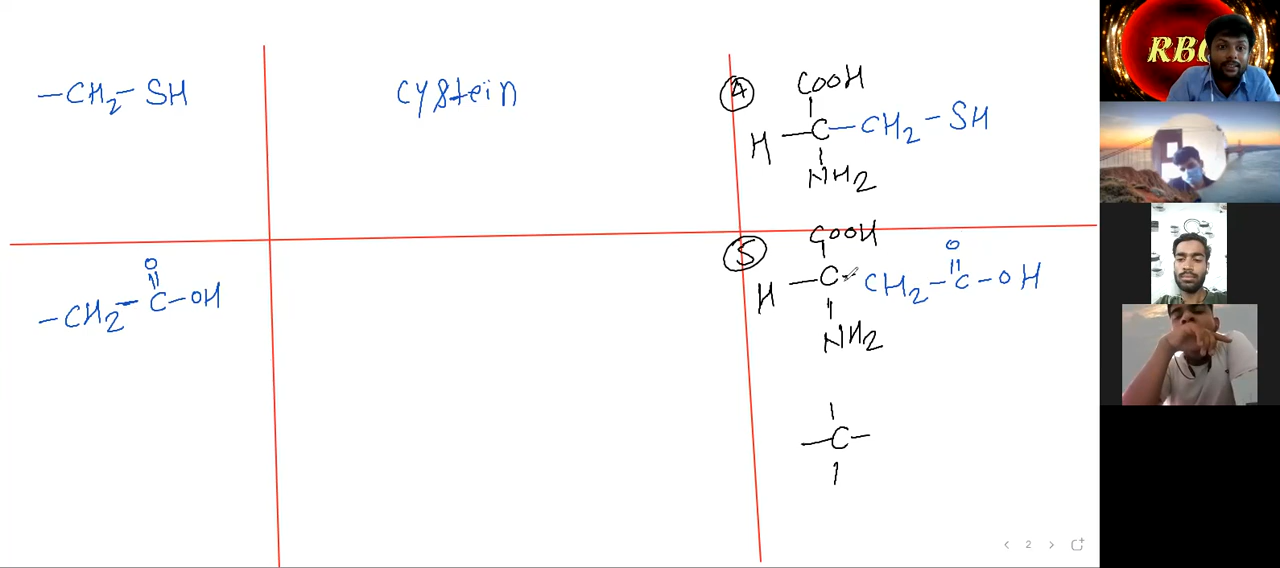 -CH2-SH
Cystein
4
COOH
H-C-CH2-SH
NH2
-CH2-C-OH
O
5
COOH
O
H-C-CH2-C-OH
NH2
-C-
< 2 >
RBC